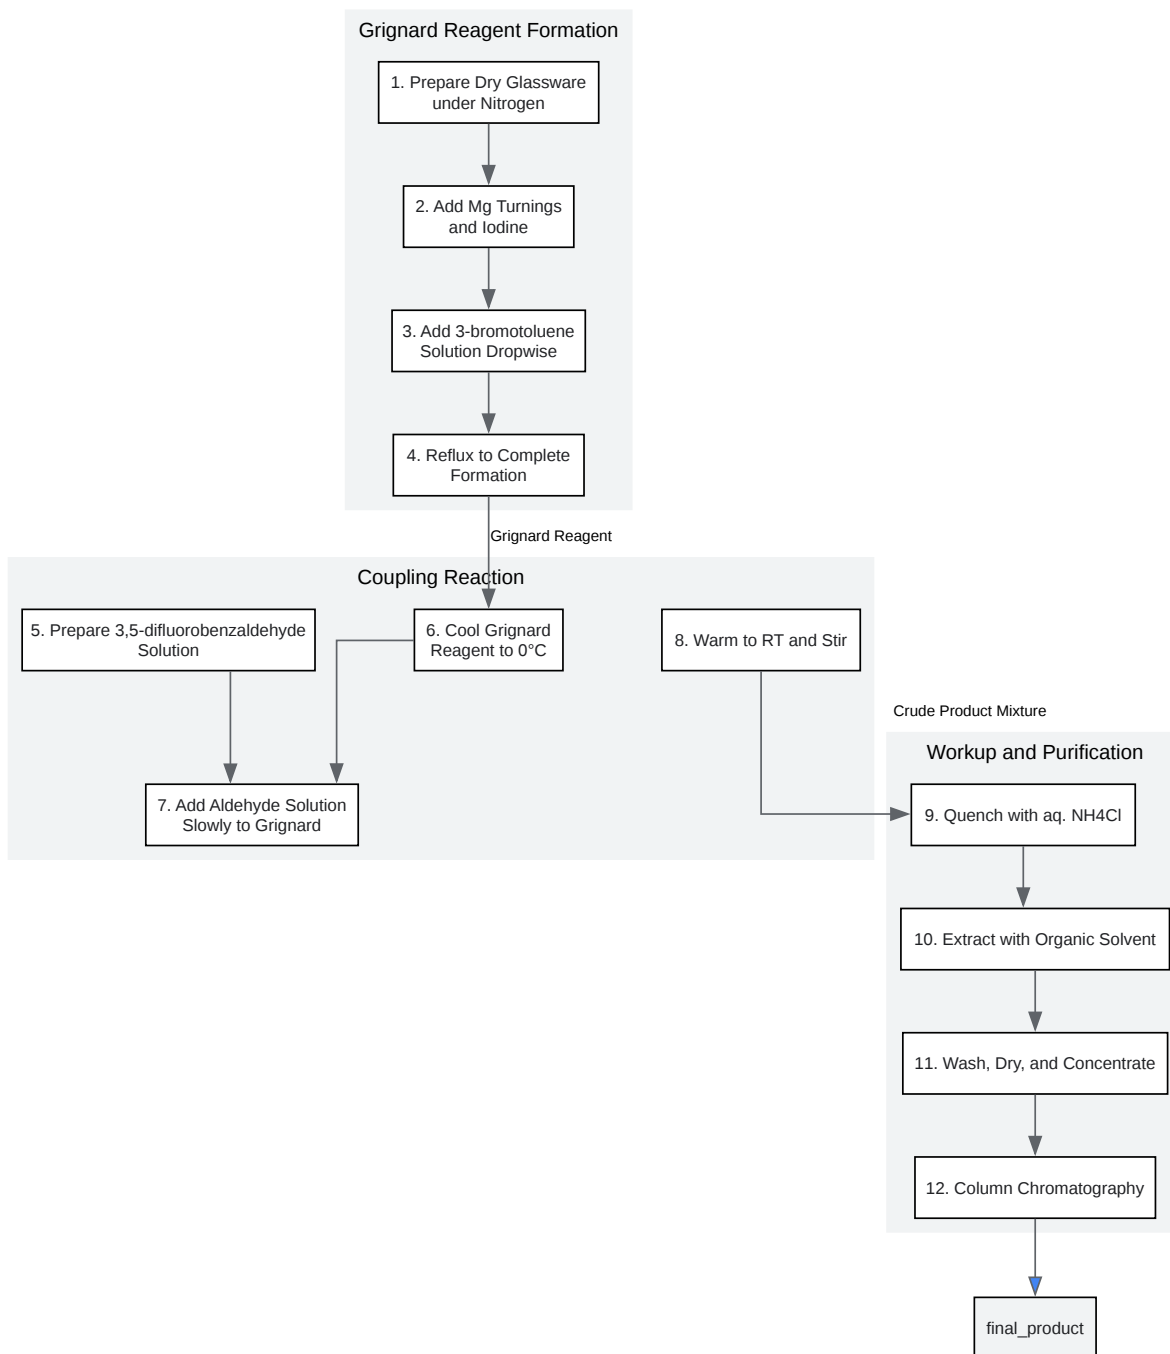 Grignard Reagent Formation
1. Prepare Dry Glassware
under Nitrogen
2. Add Mg Turnings
and Iodine
3. Add 3-bromotoluene
Solution Dropwise
4. Reflux to Complete
Formation
Grignard Reagent
Coupling Reaction
5. Prepare 3,5-difluorobenzaldehyde
Solution
6. Cool Grignard
Reagent to 0°C
8. Warm to RT and Stir
7. Add Aldehyde Solution
Slowly to Grignard
Crude Product Mixture
Workup and Purification
9. Quench with aq. NH4Cl
10. Extract with Organic Solvent
11. Wash, Dry, and Concentrate
12. Column Chromatography
final_product